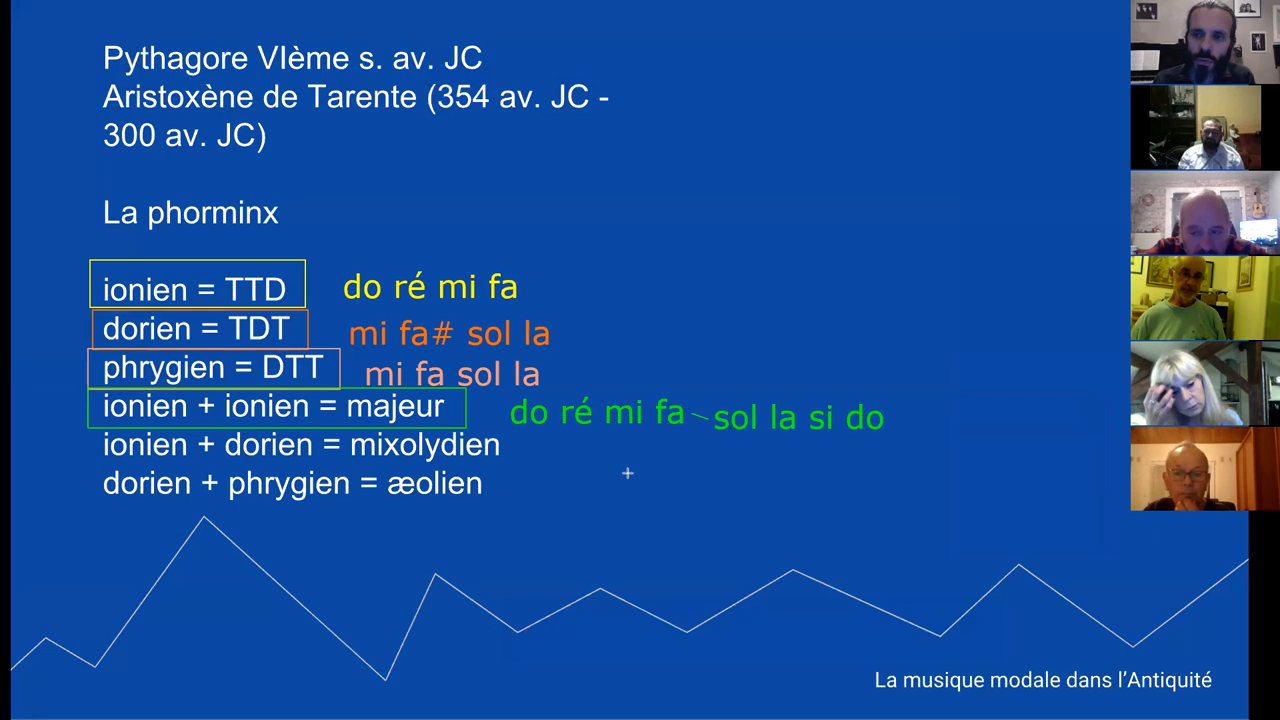 Pythagore VIème s. av. JC
Aristoxène de Tarente (354 av. JC -
300 av. JC)
La phorminx
ionien = TTD do ré mi fa
dorien = TDT mi fa# sol la
phrygien = DTT mi fa sol la
ionien + ionien = majeur do ré mi fa sol la si do
ionien + dorien = mixolydien
dorien + phrygien = æolien
La musique modale dans l’Antiquité